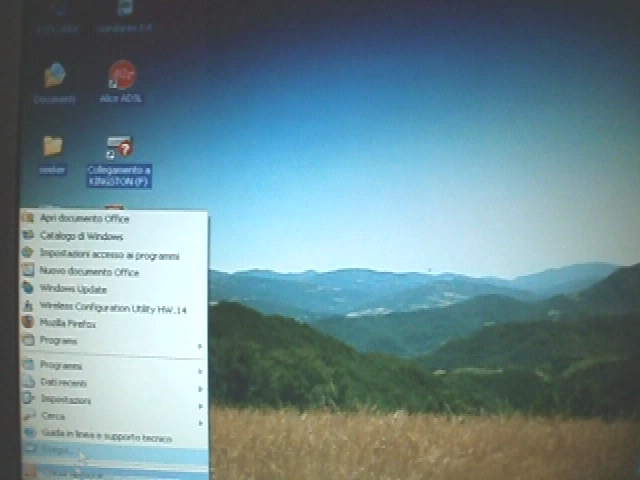 Documenti
Alice ADSL
seeker
Collegamento a
KINGSTON (F)
Apri documento Office
Catalogo di Windows
Impostazioni accesso ai programmi
Nuovo documento Office
Windows Update
Wireless Configuration Utility HW.14
Mozilla Firefox
Programs
Programmi
Dati recenti
Impostazioni
Cerca
Guida in linea e supporto tecnico